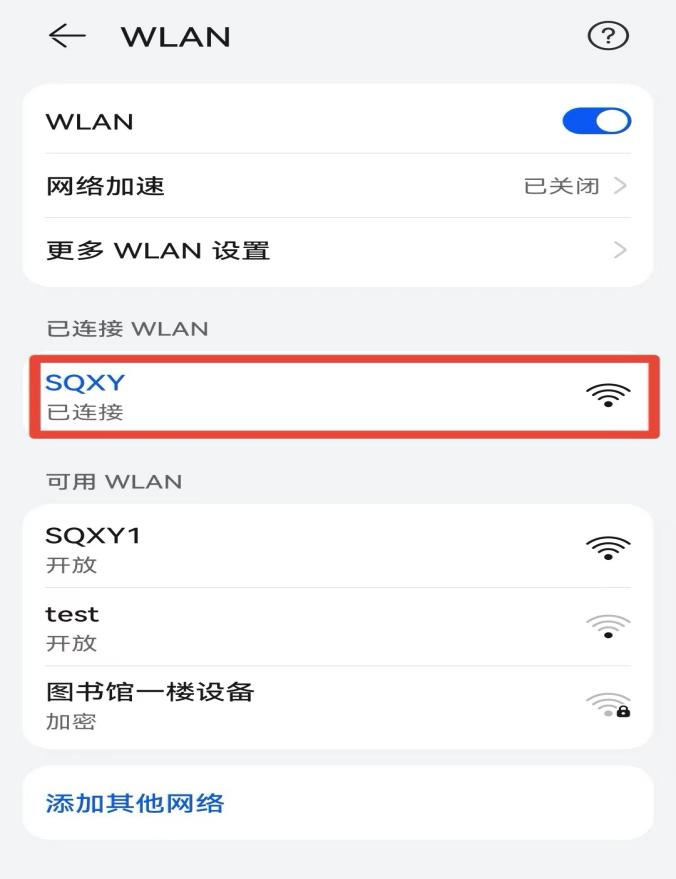 WLAN
?
WLAN
网络加速 已关闭
更多 WLAN 设置
已连接 WLAN
SQXY
已连接
可用 WLAN
SQXY1
开放
test
开放
图书馆一楼设备
加密
添加其他网络